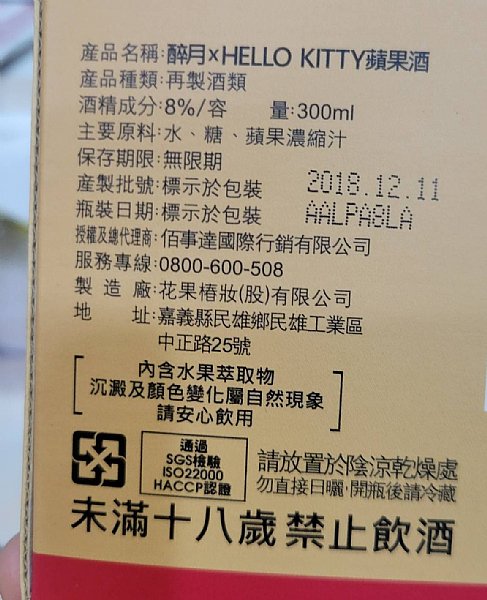 產品名稱:醉月xHELLO KITTY蘋果酒
產品種類:再製酒類
酒精成分:8%/容 量:300ml
主要原料:水、糖、蘋果濃縮汁
保存期限:無限期
產製批號:標示於包裝 2018.12.11
瓶裝日期:標示於包裝 AALPA8LA
授權及總代理商:佰事達國際行銷有限公司
服務專線:0800-600-508
製造廠:花果樁妝(股)有限公司
地址:嘉義縣民雄鄉民雄工業區
中正路25號
內含水果萃取物
沉澱及顏色變化屬自然現象
請安心飲用
通過
SGS檢驗
ISO22000
HACCP認證
請放置於陰涼乾燥處
勿直接日曬·開瓶後請冷藏
未滿十八歲禁止飲酒